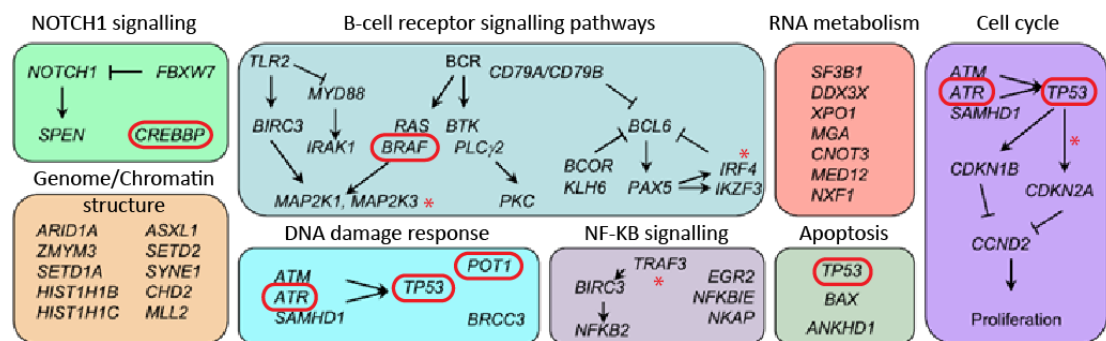 NOTCH1 signalling
NOTCH1
FBXW7
SPEN
CREBBP
Genome/Chromatin
structure
ARID1A ASXL1
ZMYM3 SETD2
SETD1A SYNE1
HIST1H1B CHD2
HIST1H1C MLL2
B-cell receptor signalling pathways
TLR2
BCR
CD79A/CD79B
MYD88
BIRC3
RAS BTK
BCL6
IRAK1
BRAF
PLCγ2
BCOR
IRF4
*
KLH6
PAX5
IKZF3
MAP2K1, MAP2K3 *
PKC
DNA damage response
POT1
ATM
ATR
TP53
SAMHD1
BRCC3
NF-KB signalling
TRAF3
*
BIRC3
EGR2
NFKBIE
NKAP
NFKB2
RNA metabolism
SF3B1
DDX3X
XPO1
MGA
CNOT3
MED12
NXF1
Apoptosis
TP53
BAX
ANKHD1
Cell cycle
ATM
ATR
TP53
SAMHD1
*
CDKN1B
CDKN2A
CCND2
Proliferation